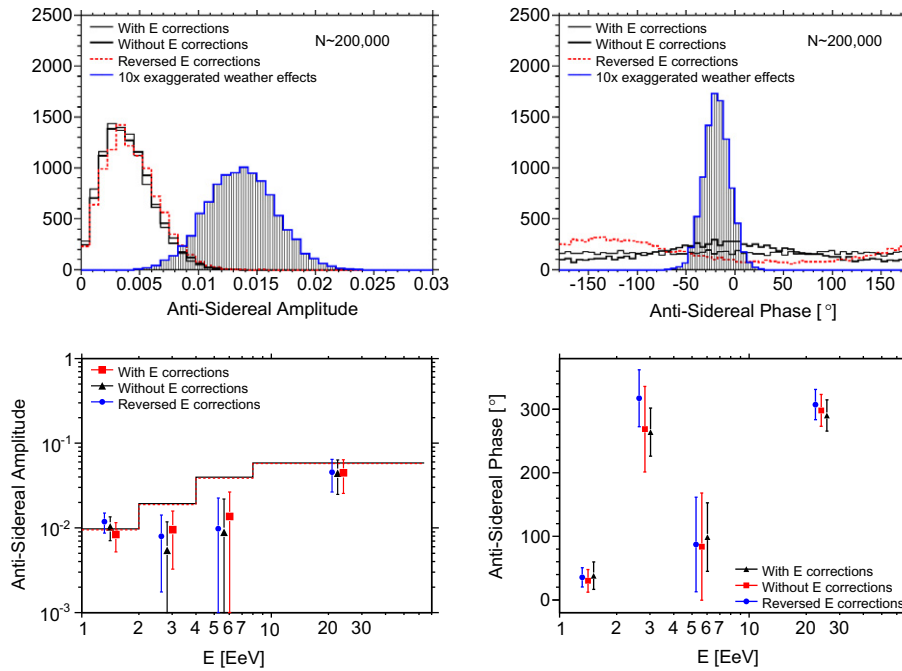 2500
2000
1500
1000
500
0
With E corrections
Without E corrections
Reversed E corrections
10x exaggerated weather effects
N~200,000
0 0.005 0.01 0.015 0.02 0.025 0.03
Anti-Sidereal Amplitude
2500
2000
1500
1000
500
0
With E corrections
Without E corrections
Reversed E corrections
10x exaggerated weather effects
N~200,000
-150 -100 -50 0 50 100 150
Anti-Sidereal Phase [ °]
Anti-Sidereal Amplitude
1
10-1
10-2
10-3
With E corrections
Without E corrections
Reversed E corrections
1 2 3 4 5 6 7 10 20 30
E [EeV]
Anti-Sidereal Phase [°]
300
200
100
0
With E corrections
Without E corrections
Reversed E corrections
1 2 3 4 5 6 7 10 20 30
E [EeV]